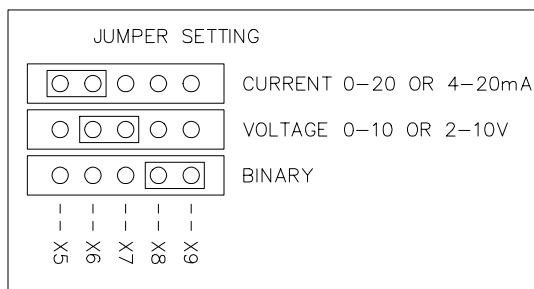 JUMPER SETTING
CURRENT 0-20 OR 4-20mA
VOLTAGE 0-10 OR 2-10V
BINARY
X5 X6 X7 X8 X9